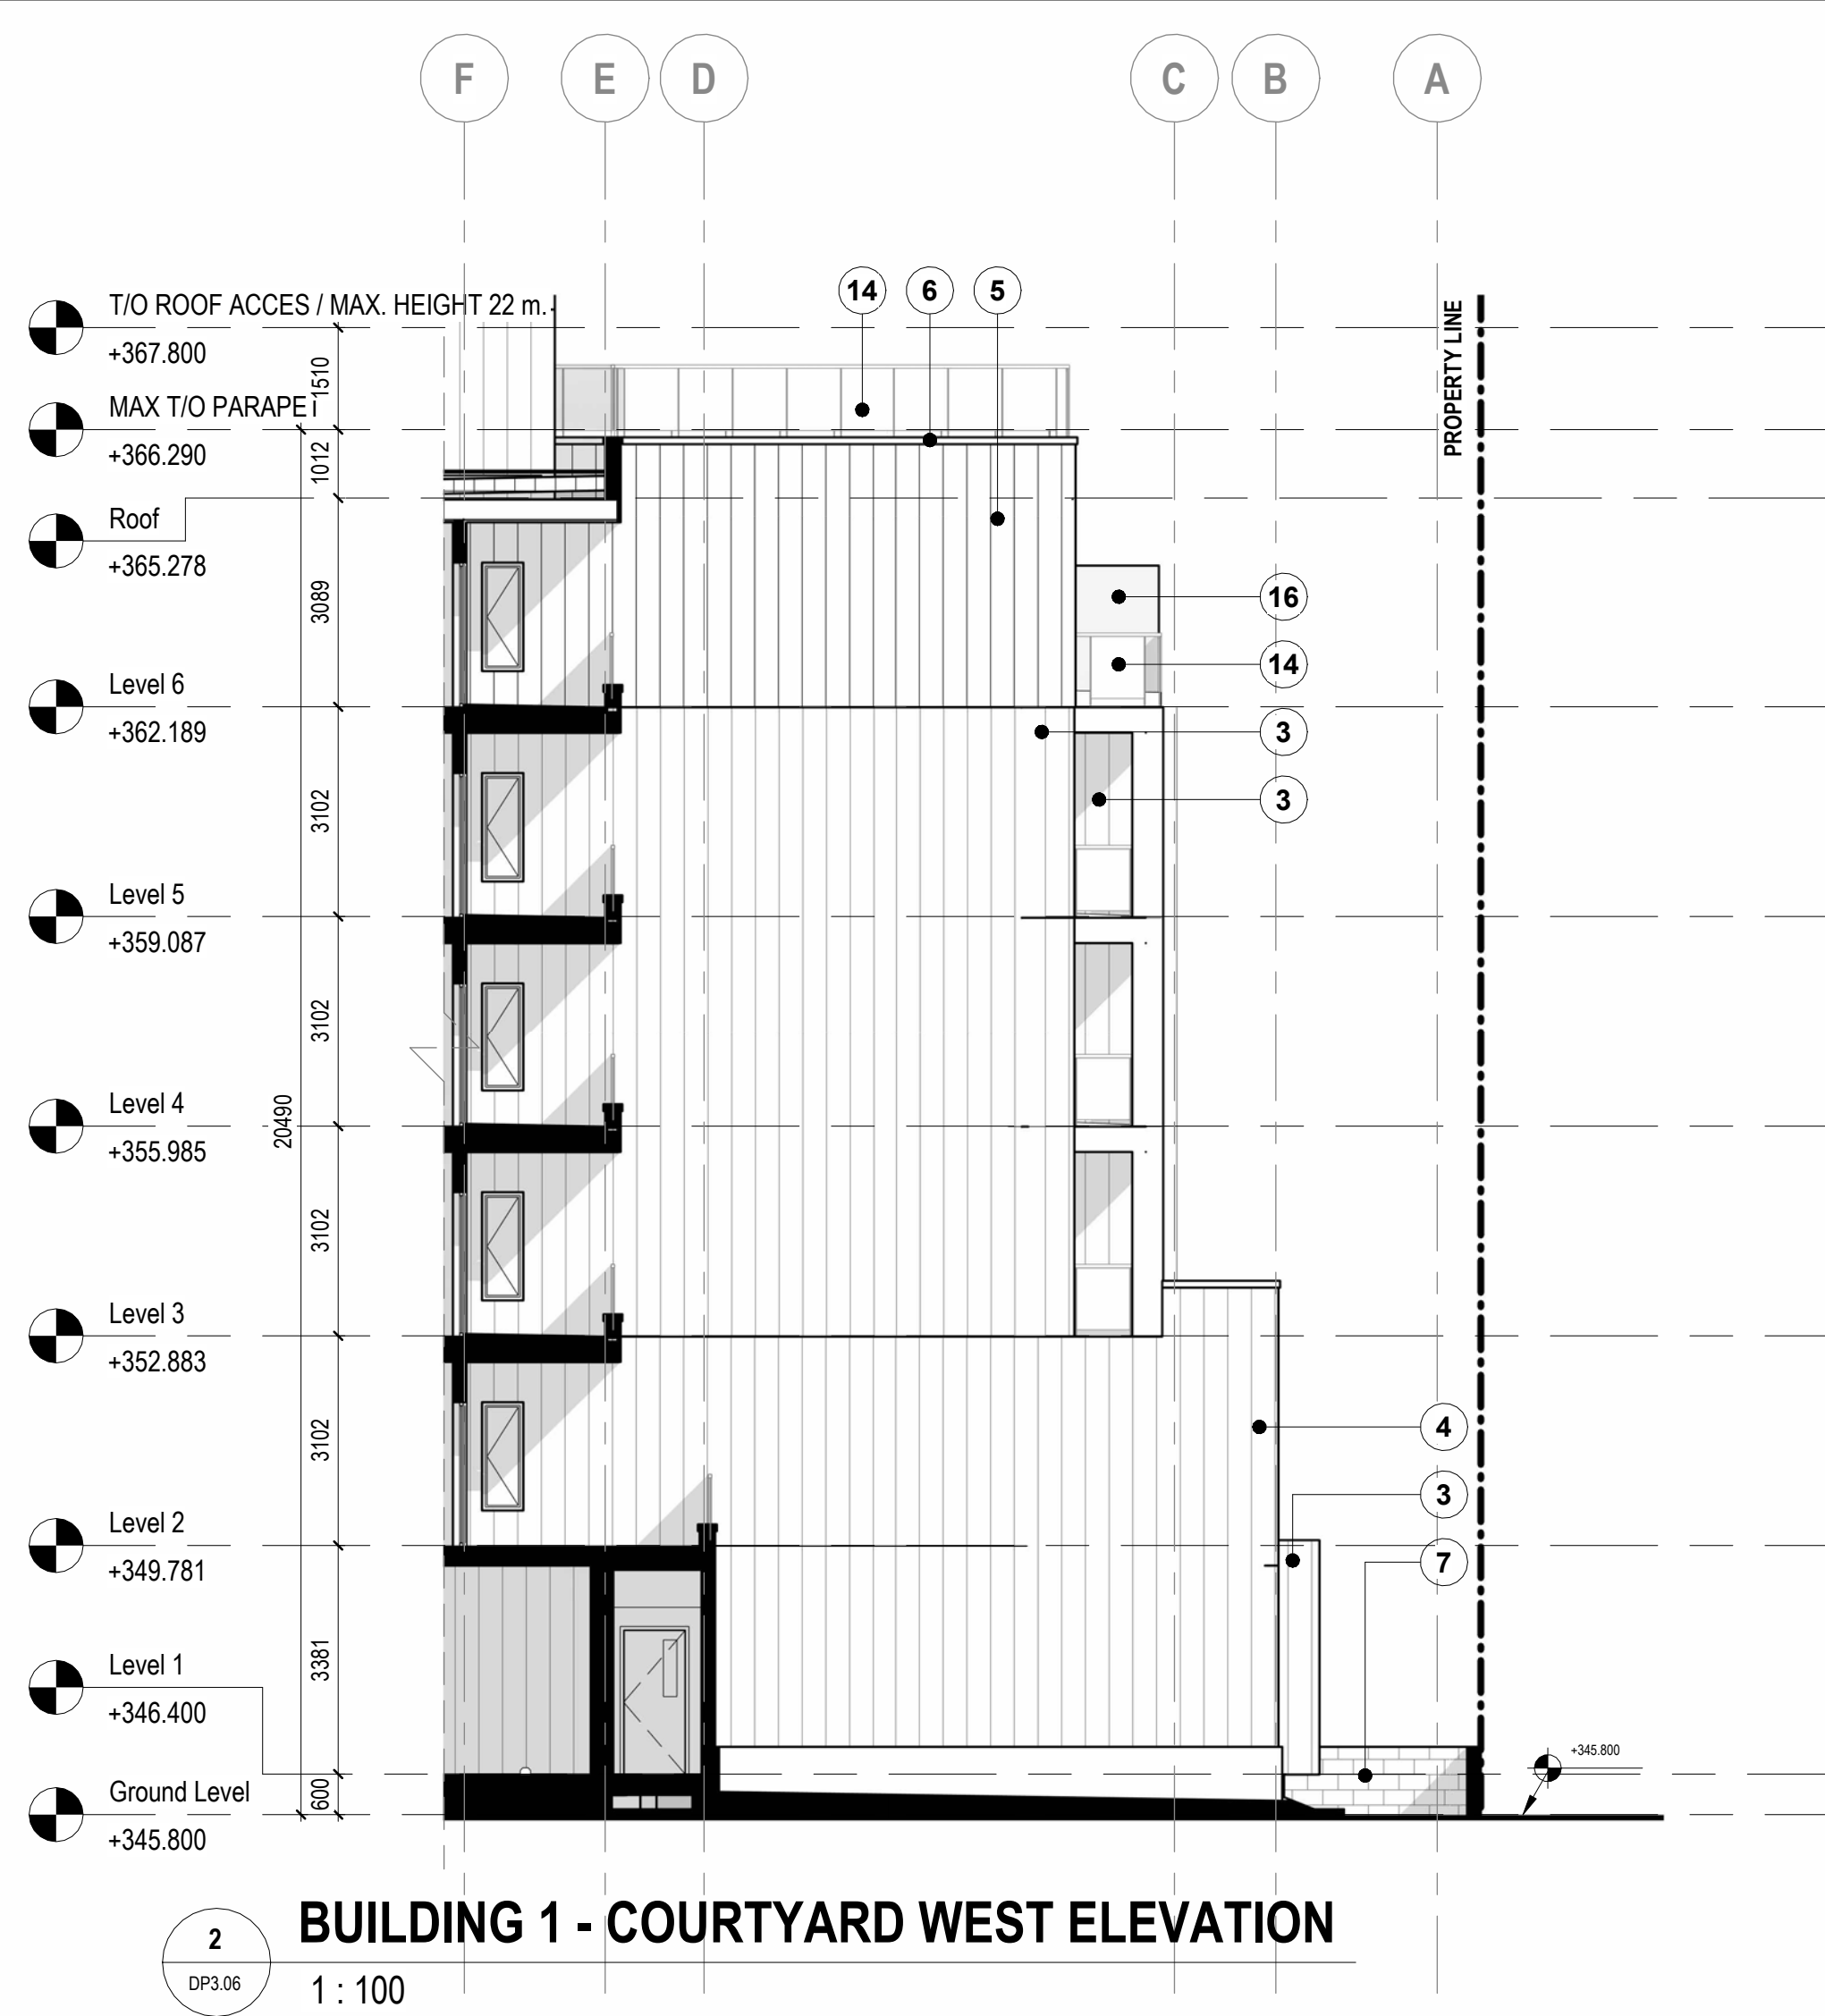 F E D C B A
14 6 5
T/O ROOF ACCES / MAX. HEIGHT 22 m.
+367.800
1510
PROPERTY LINE
MAX T/O PARAPET
+366.290
1012
Roof
+365.278
3089
16
14
Level 6
+362.189
3
3
3102
Level 5
+359.087
3102
20490
Level 4
+355.985
3102
Level 3
+352.883
3102
4
3
Level 2
+349.781
7
3381
Level 1
+346.400
+345.800
600
Ground Level
+345.800
2
DP3.06
BUILDING 1 - COURTYARD WEST ELEVATION
1 : 100